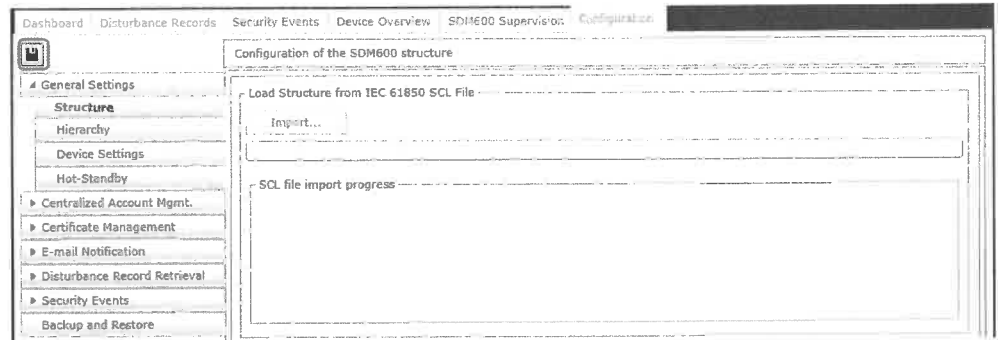 Dashboard Disturbance Records Security Events Device Overview SDM600 Supervision Configuration
Configuration of the SDM600 structure
General Settings
Structure
Hierarchy
Device Settings
Hot-Standby
Centralized Account Mgmt.
Certificate Management
E-mail Notification
Disturbance Record Retrieval
Security Events
Backup and Restore
Load Structure from IEC 61850 SCL File
Import...
SCL file import progress